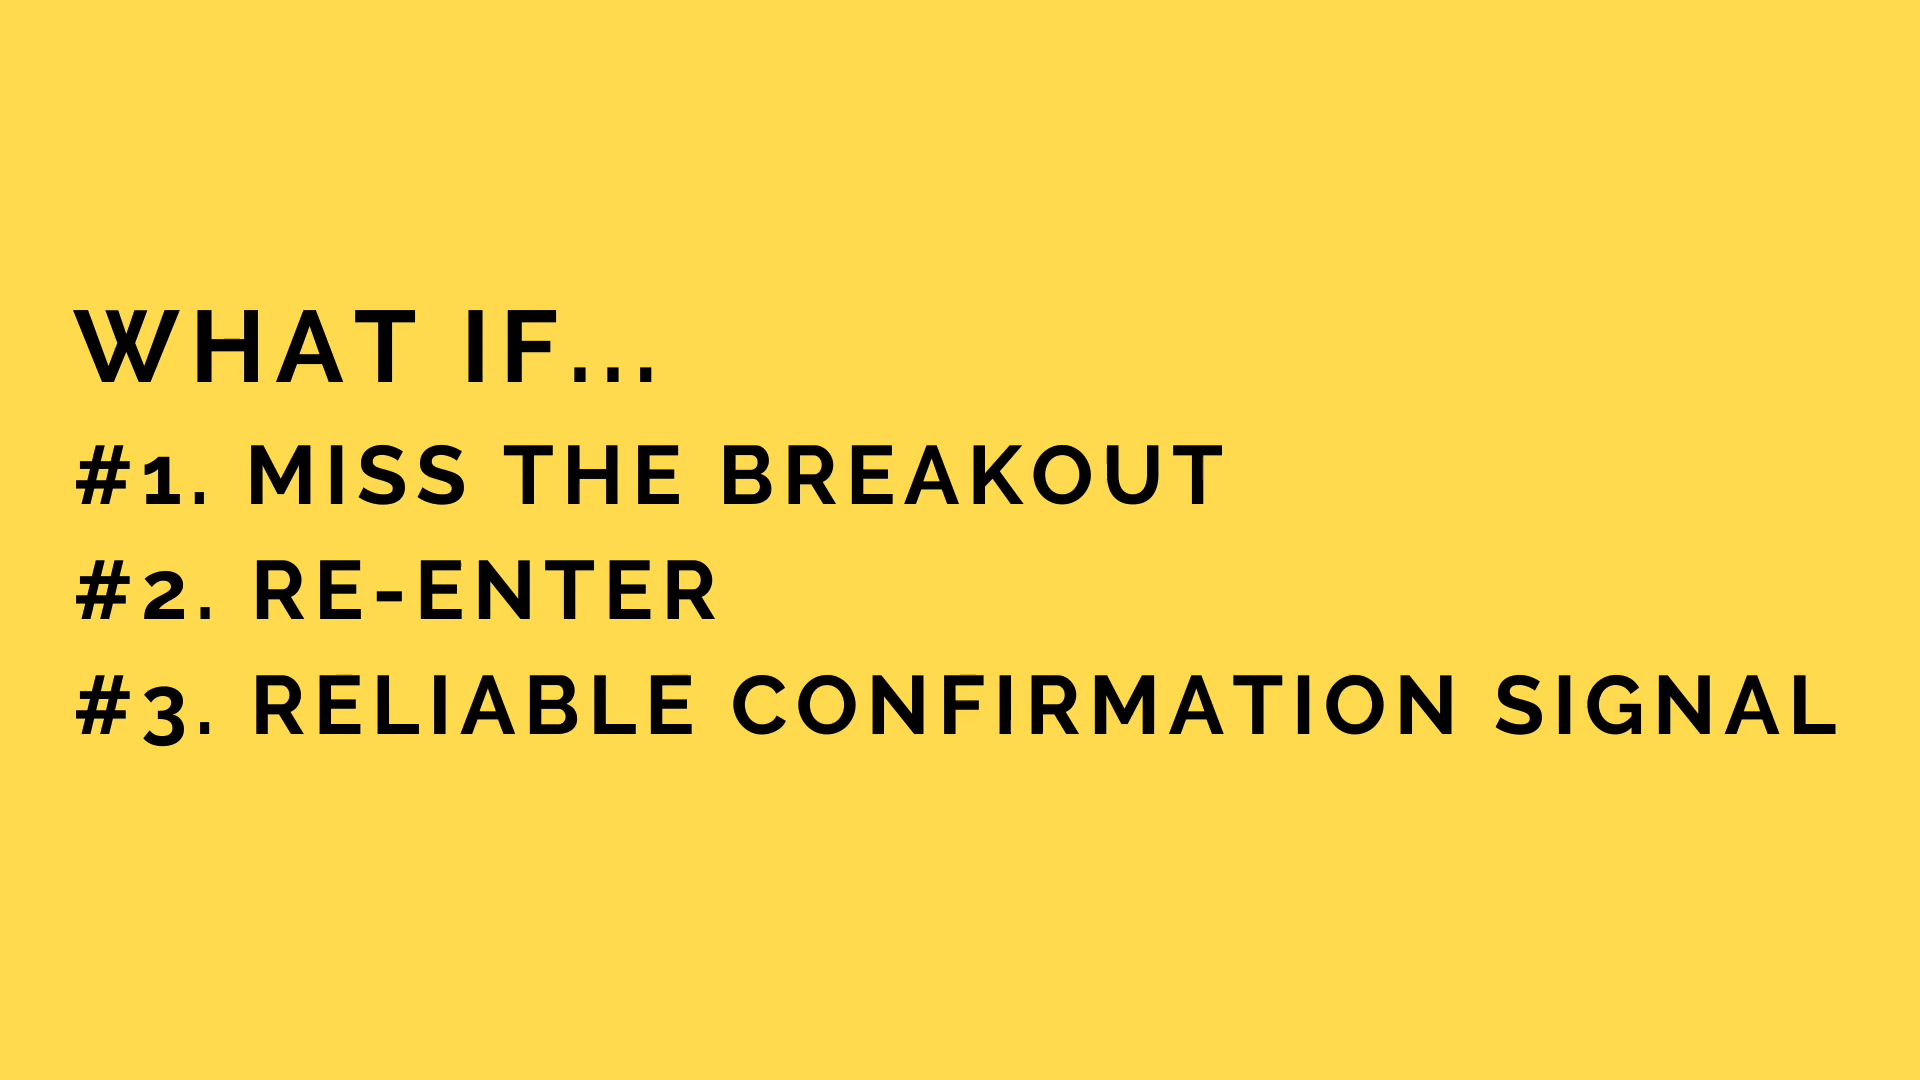 WHAT IF...
#1. MISS THE BREAKOUT
#2. RE-ENTER
#3. RELIABLE CONFIRMATION SIGNAL